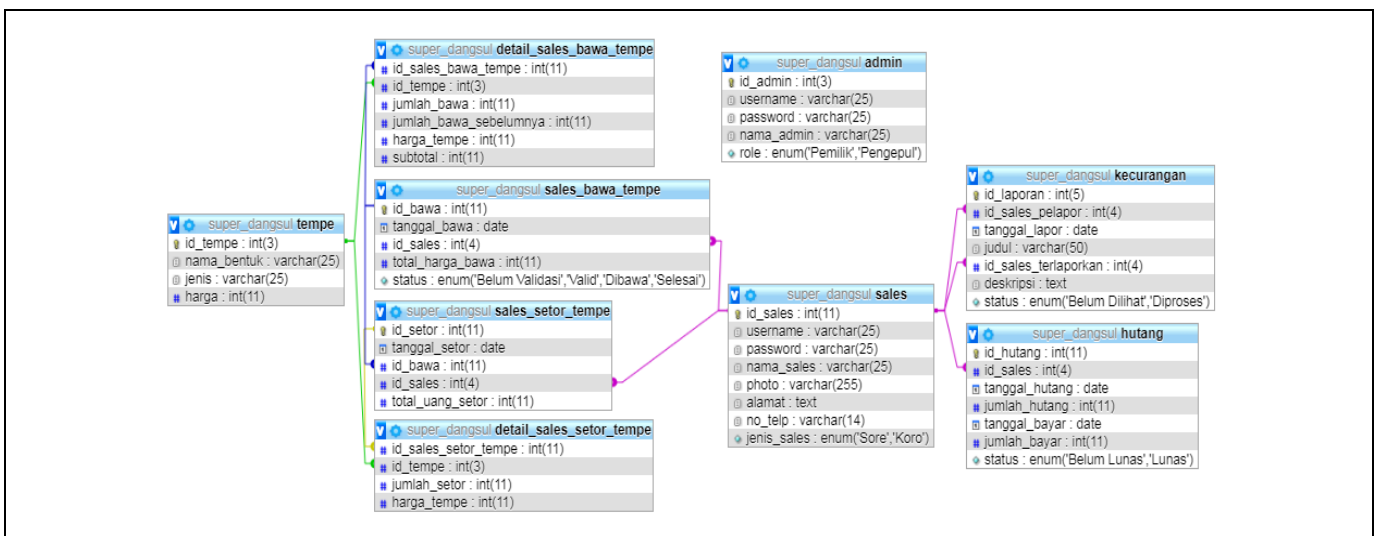 super_dangsul detail_sales_bawa_tempe
id_sales_bawa_tempe : int(11)
id_tempe : int(3)
jumlah_bawa : int(11)
jumlah_bawa_sebelumnya : int(11)
harga_tempe : int(11)
subtotal : int(11)
super_dangsul admin
id_admin : int(3)
username : varchar(25)
password : varchar(25)
nama_admin : varchar(25)
role : enum('Pemilik','Pengepul')
super_dangsul tempe
id_tempe : int(3)
nama_bentuk : varchar(25)
jenis : varchar(25)
harga : int(11)
super_dangsul sales_bawa_tempe
id_bawa : int(11)
tanggal_bawa : date
id_sales : int(4)
total_harga_bawa : int(11)
status : enum('Belum Validasi','Valid','Dibawa','Selesai')
super_dangsul sales_setor_tempe
id_setor : int(11)
tanggal_setor : date
id_bawa : int(11)
id_sales : int(4)
total_uang_setor : int(11)
super_dangsul detail_sales_setor_tempe
id_sales_setor_tempe : int(11)
id_tempe : int(3)
jumlah_setor : int(11)
harga_tempe : int(11)
super_dangsul sales
id_sales : int(11)
username : varchar(25)
password : varchar(25)
nama_sales : varchar(25)
photo : varchar(255)
alamat : text
no_telp : varchar(14)
jenis_sales : enum('Sore','Koro')
super_dangsul kecurangan
id_laporan : int(5)
id_sales_pelapor : int(4)
tanggal_lapor : date
judul : varchar(50)
id_sales_terlaporkan : int(4)
deskripsi : text
status : enum('Belum Dilihat','Diproses')
super_dangsul hutang
id_hutang : int(11)
id_sales : int(4)
tanggal_hutang : date
jumlah_hutang : int(11)
tanggal_bayar : date
jumlah_bayar : int(11)
status : enum('Belum Lunas','Lunas')